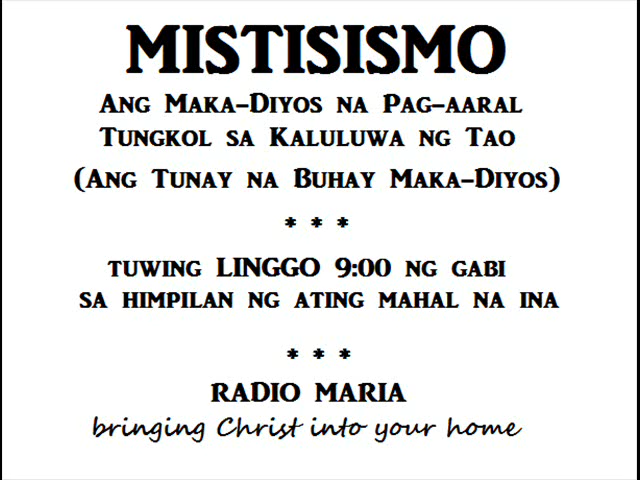 MISTISISMO
Ang Maka-Diyos na Pag-aaral
Tungkol sa Kaluluwa ng Tao
(Ang Tunay na Buhay Maka-Diyos)
* * *
tuwing LINGGO 9:00 ng gabi
sa himpilan ng ating mahal na ina
* * *
RADIO MARIA
bringing Christ into your home